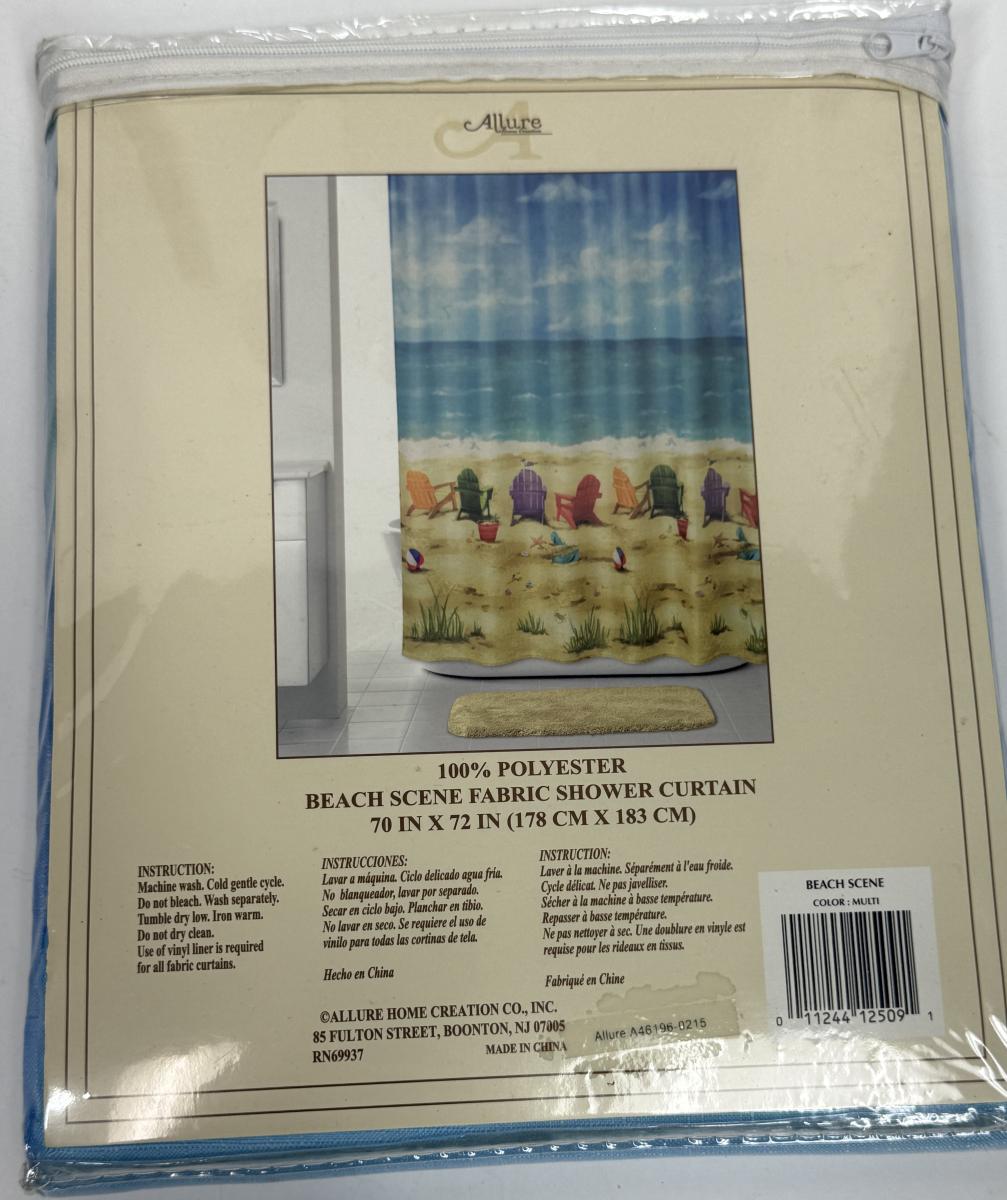 Allure
Home Creation
100% POLYESTER
BEACH SCENE FABRIC SHOWER CURTAIN
70 IN X 72 IN (178 CM X 183 CM)
INSTRUCTION:
Machine wash. Cold gentle cycle.
Do not bleach. Wash separately.
Tumble dry low. Iron warm.
Do not dry clean.
Use of vinyl liner is required
for all fabric curtains.
INSTRUCCIONES:
Lavar a máquina. Ciclo delicado agua fría.
No blanqueador, lavar por separado.
Secar en ciclo bajo. Planchar en tibio.
No lavar en seco. Se requiere el uso de
vinilo para todas las cortinas de tela.
Hecho en China
INSTRUCTION:
Laver à la machine. Séparément à l'eau froide.
Cycle délicat. Ne pas javelliser.
Sécher à la machine à basse température.
Repasser à basse température.
Ne pas nettoyer à sec. Une doublure en vinyle est
requise pour les rideaux en tissus.
Fabriqué en Chine
BEACH SCENE
COLOR : MULTI
0 11244 12509 1
©ALLURE HOME CREATION CO., INC.
85 FULTON STREET, BOONTON, NJ 07005
RN69937 MADE IN CHINA
Allure A46196-0215